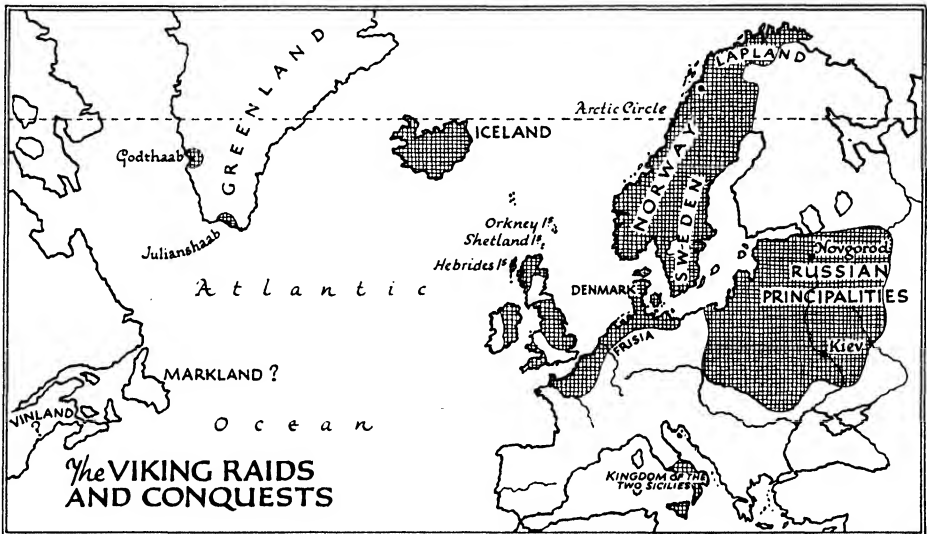 GREENLAND
LAPLAND
Arctic Circle
ICELAND
Godthaab
NORWAY
SWEDEN
Julianshaab
Orkney Is.
Shetland Is.
Hebrides Is
Novgorod
RUSSIAN
PRINCIPALITIES
Atlantic
DENMARK
FRISIA
Kiev
MARKLAND ?
VINLAND
?
Ocean
The VIKING RAIDS
AND CONQUESTS
KINGDOM OF THE
TWO SICILIES